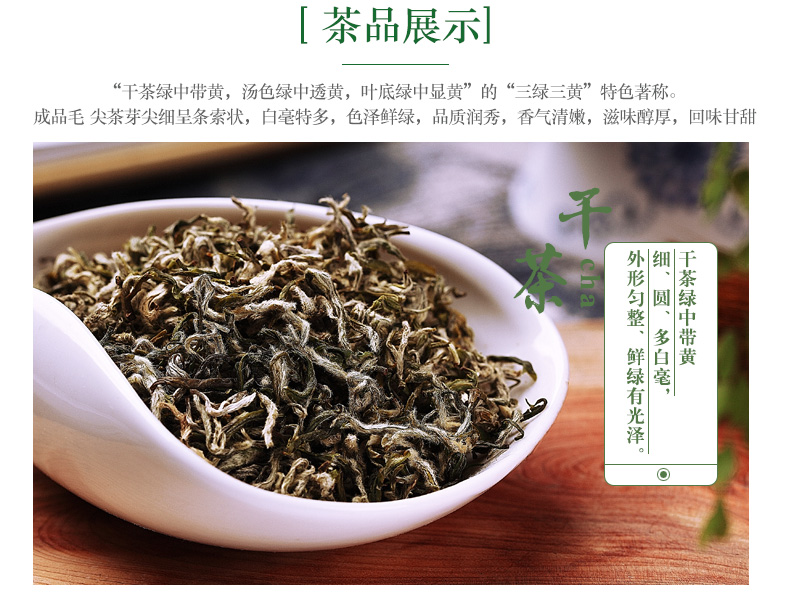 [ 茶品展示]
“干茶绿中带黄，汤色绿中透黄，叶底绿中显黄”的“三绿三黄”特色著称。
成品毛 尖茶芽尖细呈条索状，白毫特多，色泽鲜绿，品质润秀，香气清嫩，滋味醇厚，回味甘甜
干茶
cha
干茶绿中带黄
细、圆、多白毫，
外形匀整、鲜绿有光泽。